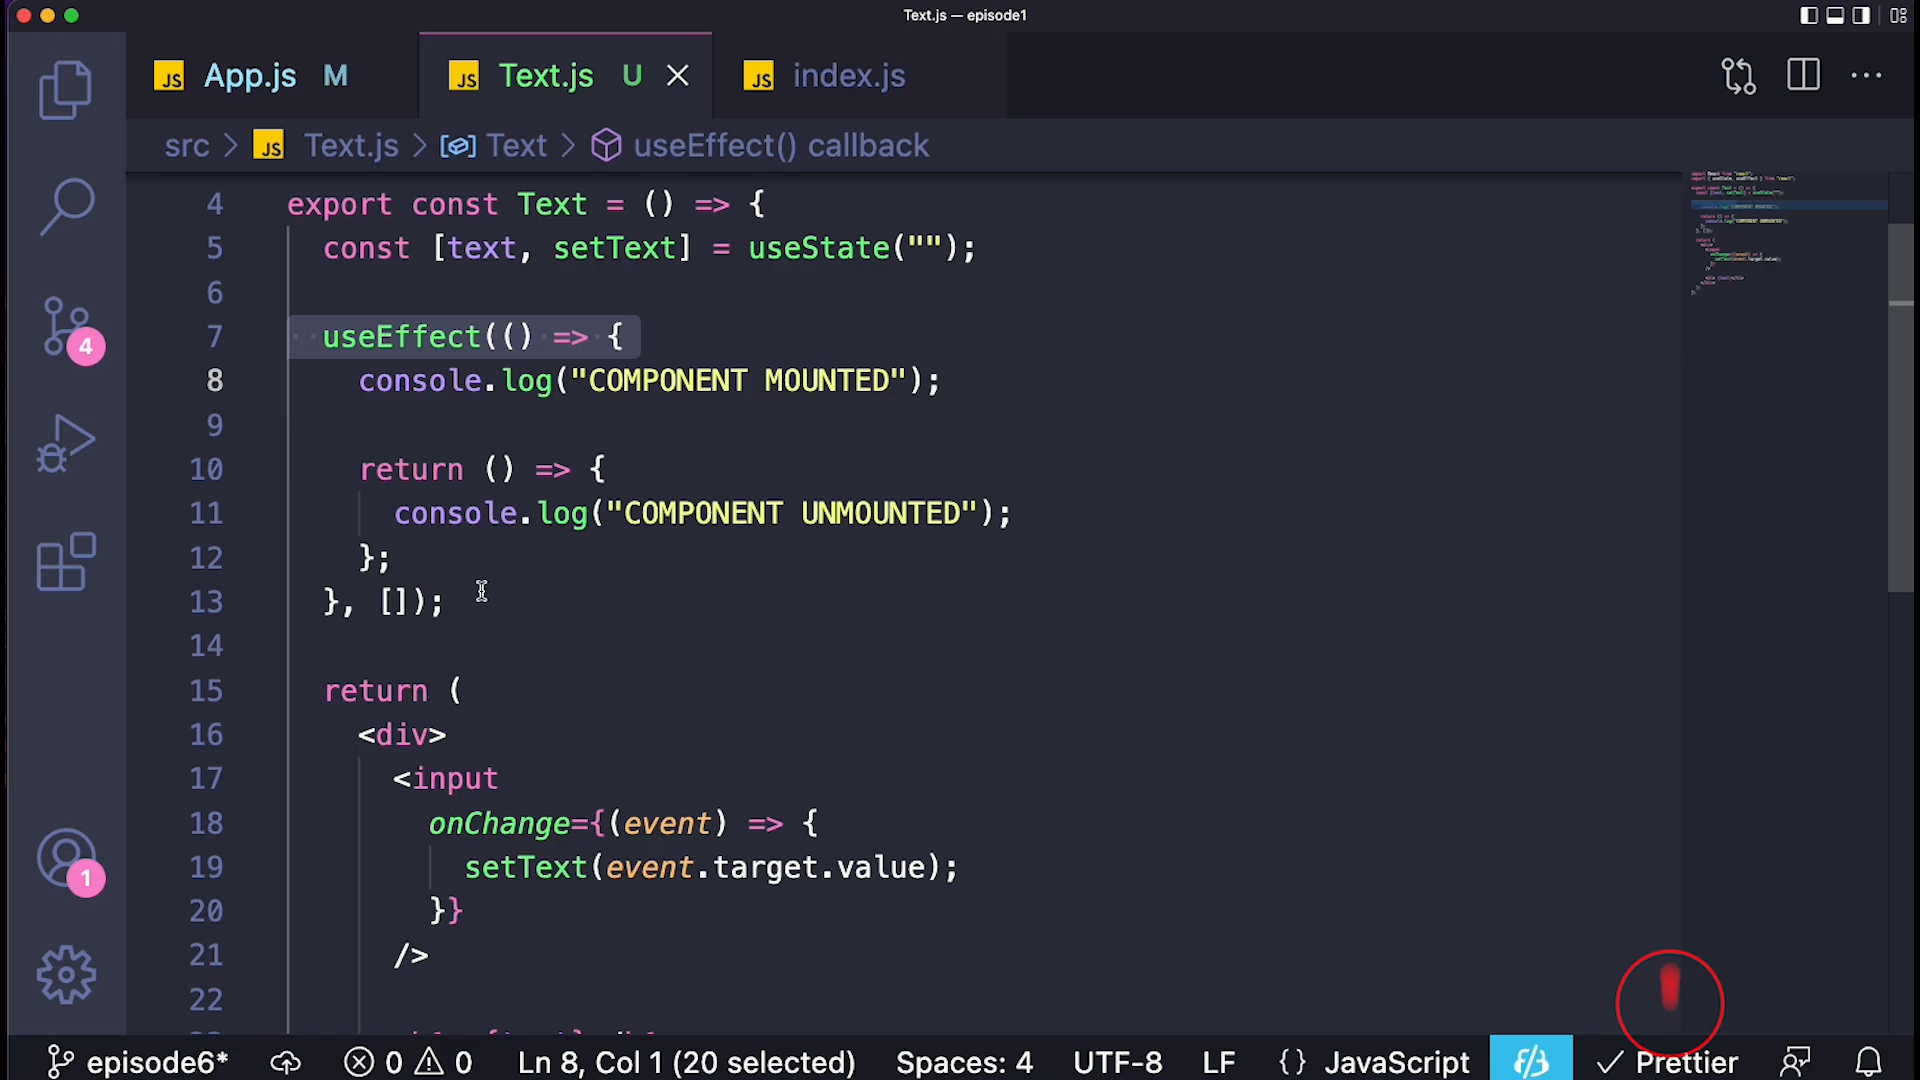 Text.js — episode1
JS App.js M
JS Text.js U
JS index.js
src > JS Text.js > Text > useEffect() callback
4 export const Text = () => {
5 const [text, setText] = useState("");
6
7 useEffect(() => {
8 console.log("COMPONENT MOUNTED");
9
10 return () => {
11 console.log("COMPONENT UNMOUNTED");
12 };
13 }, []);
14
15 return (
16 <div>
17 <input
18 onChange={(event) => {
19 setText(event.target.value);
20 }}
21 />
22
4
1
episode6* 0 0 Ln 8, Col 1 (20 selected) Spaces: 4 UTF-8 LF {} JavaScript Prettier